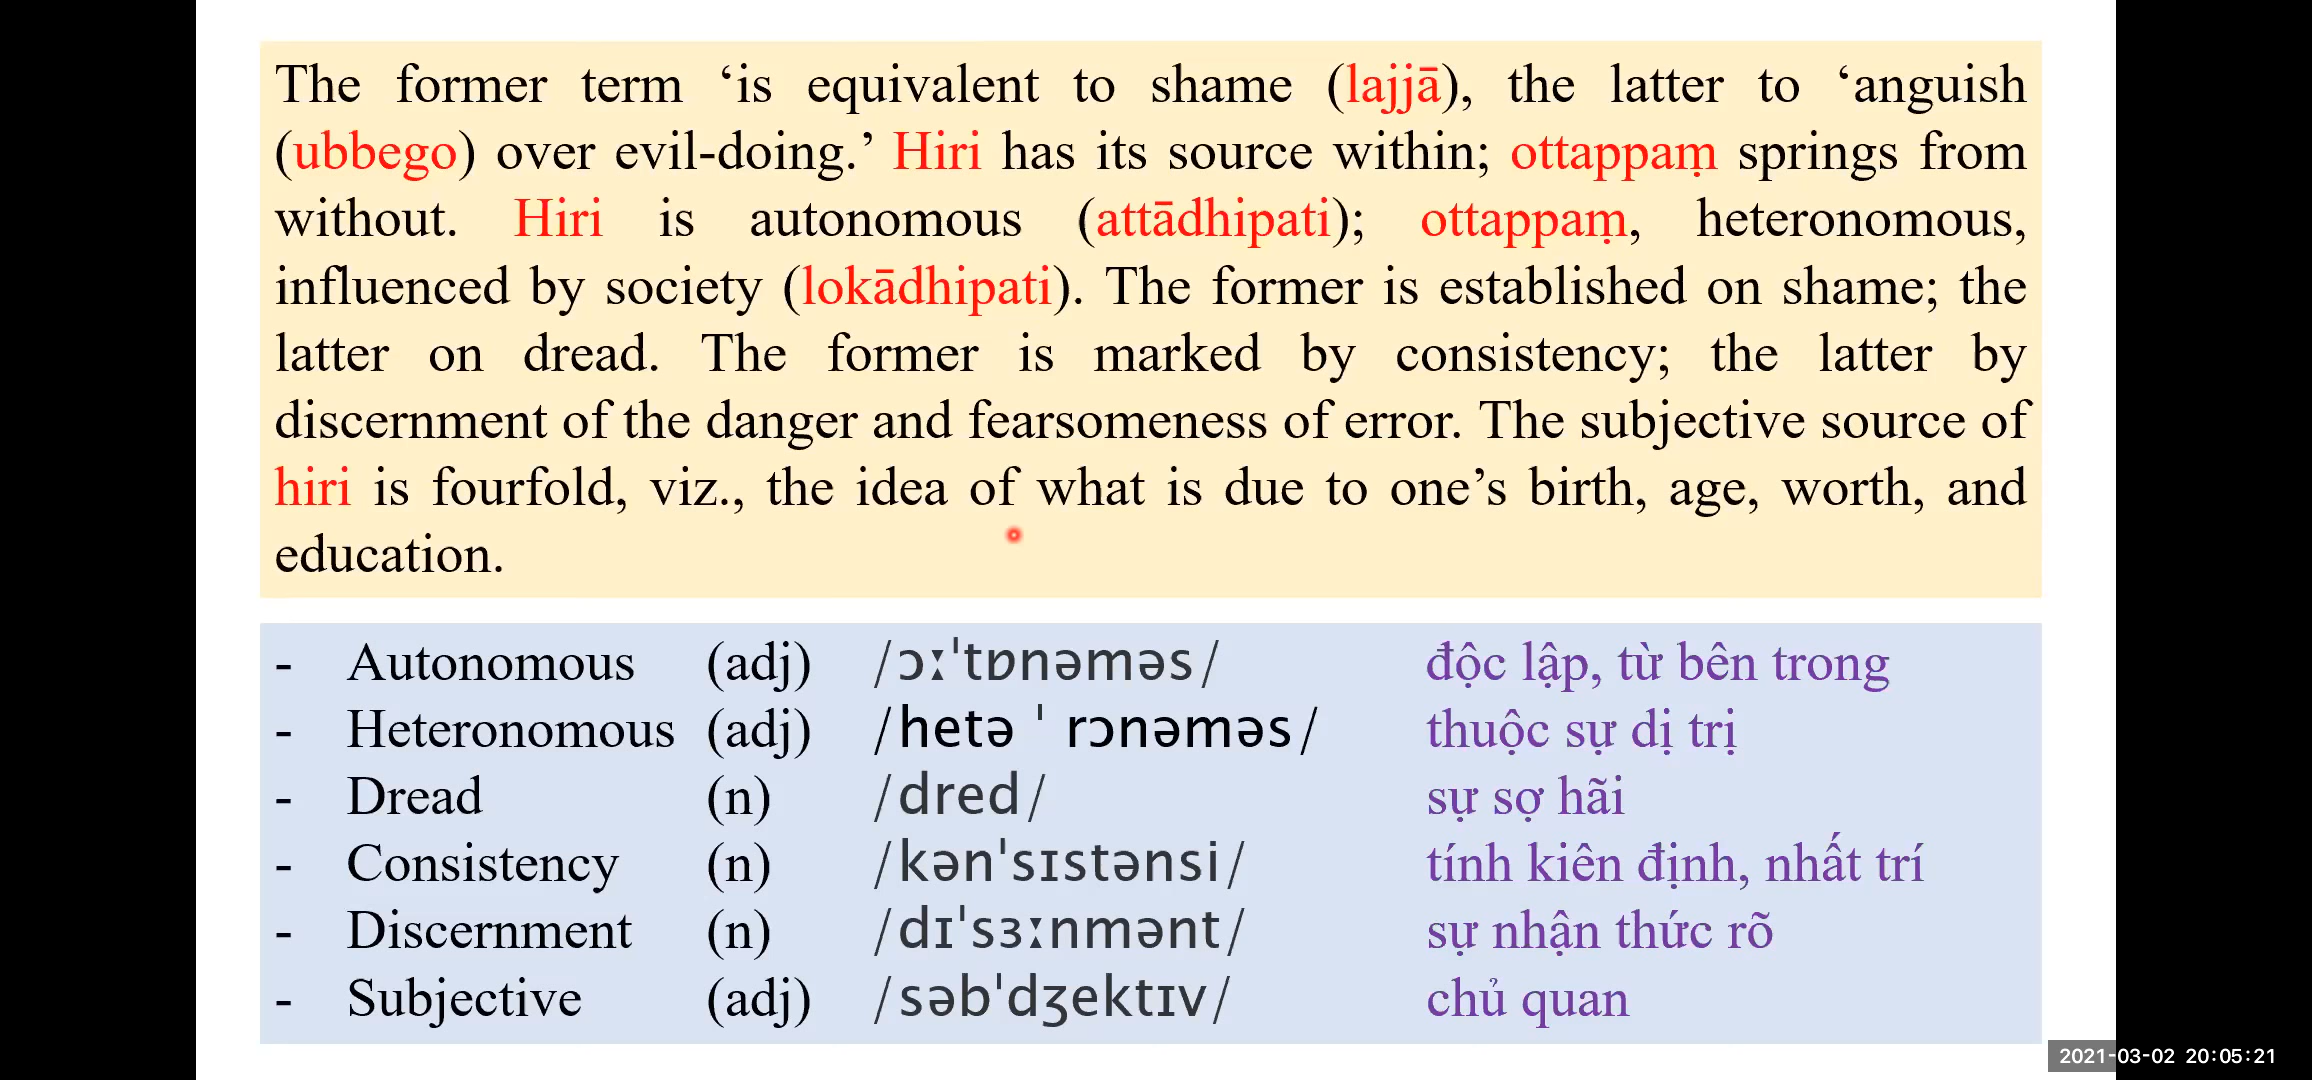 The former term ‘is equivalent to shame (lajjā), the latter to ‘anguish
(ubbego) over evil-doing.’ Hiri has its source within; ottappaṃ springs from
without. Hiri is autonomous (attādhipati); ottappaṃ, heteronomous,
influenced by society (lokādhipati). The former is established on shame; the
latter on dread. The former is marked by consistency; the latter by
discernment of the danger and fearsomeness of error. The subjective source of
hiri is fourfold, viz., the idea of what is due to one’s birth, age, worth, and
education.
- Autonomous (adj) /ɔːˈtɒnəməs/ độc lập, từ bên trong
- Heteronomous (adj) /hetə ˈ rɔnəməs/ thuộc sự dị trị
- Dread (n) /dred/ sự sợ hãi
- Consistency (n) /kənˈsɪstənsi/ tính kiên định, nhất trí
- Discernment (n) /dɪˈsɜːnmənt/ sự nhận thức rõ
- Subjective (adj) /səbˈdʒektɪv/ chủ quan
2021-03-02 20:05:21